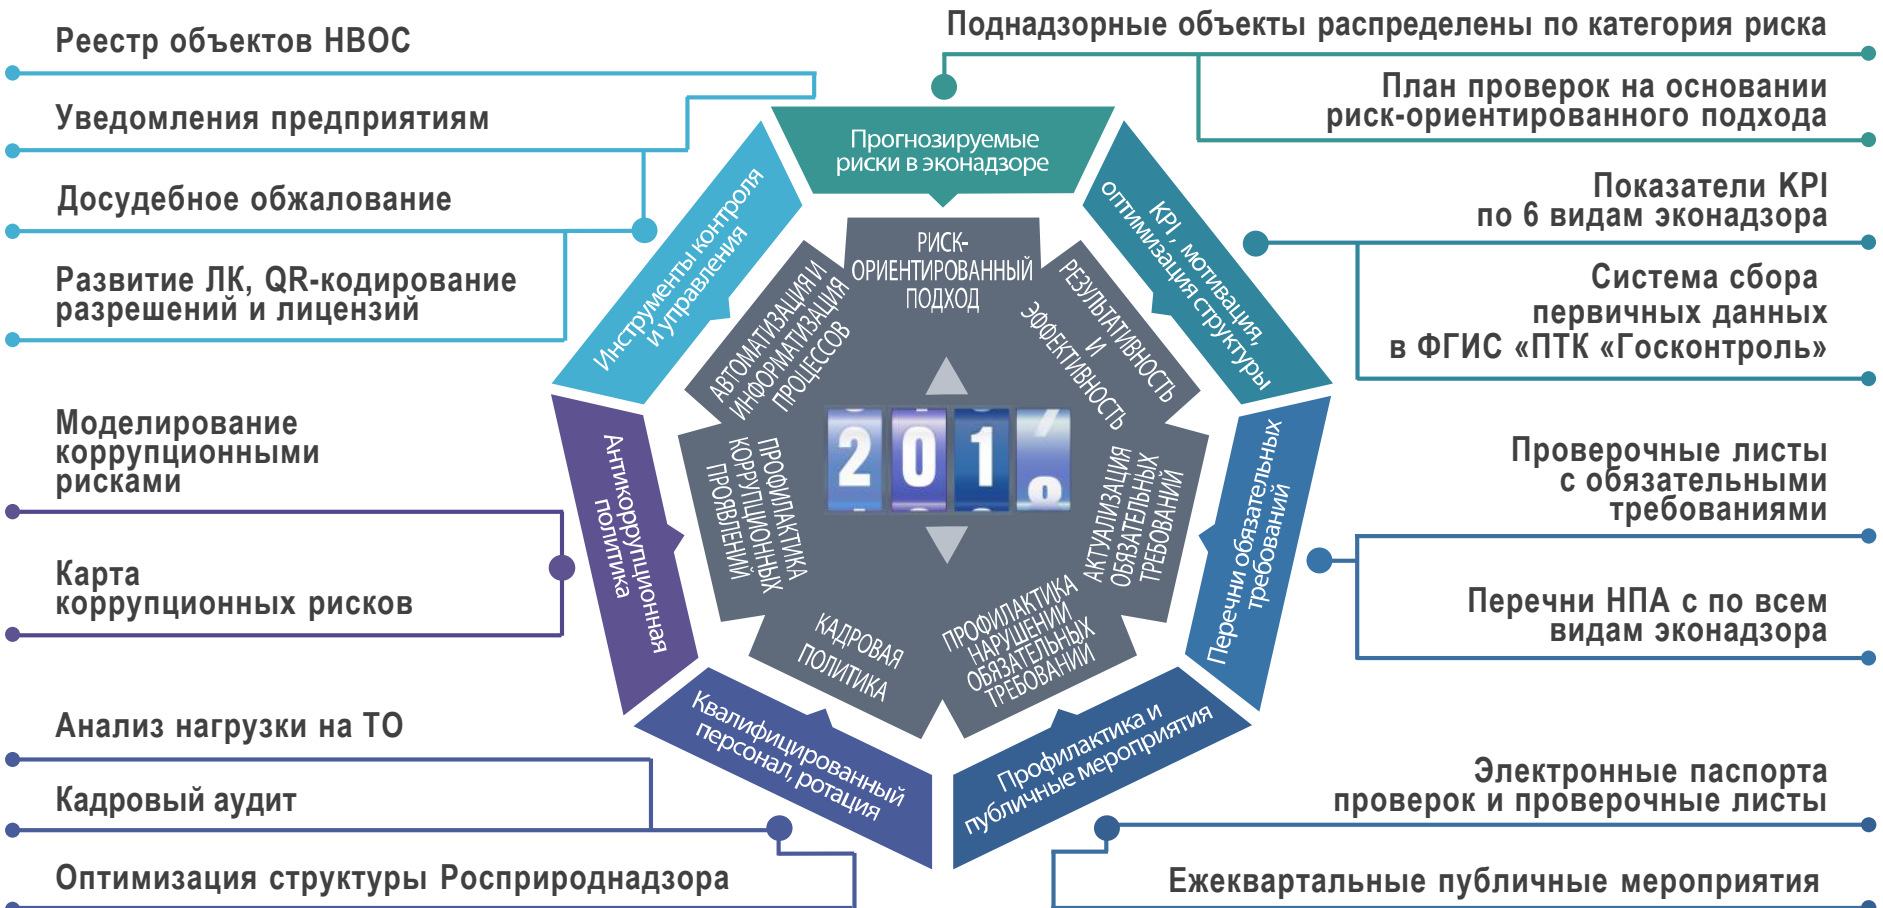 Реестр объектов НВОС
Уведомления предприятиям
Досудебное обжалование
Развитие ЛК, QR-кодирование
разрешений и лицензий
Моделирование
коррупционными
рисками
Карта
коррупционных рисков
Анализ нагрузки на ТО
Кадровый аудит
Оптимизация структуры Росприроднадзора
Поднадзорные объекты распределены по категория риска
План проверок на основании
риск-ориентированного подхода
Показатели KPI
по 6 видам эконадзора
Система сбора
первичных данных
в ФГИС «ПТК «Госконтроль»
Проверочные листы
с обязательными
требованиями
Перечни НПА с по всем
видам эконадзора
Электронные паспорта
проверок и проверочные листы
Ежеквартальные публичные мероприятия
Прогнозируемые
риски в эконадзоре
KPI, мотивация,
оптимизация структуры
Перечни обязательных
требований
Профилактика и
публичные мероприятия
Квалифицированный
персонал, ротация
Антикоррупционная
политика
Инструменты контроля
и управления
РИСК-
ОРИЕНТИРОВАННЫЙ
ПОДХОД
РЕЗУЛЬТАТИВНОСТЬ
И
ЭФФЕКТИВНОСТЬ
АКТУАЛИЗАЦИЯ
ОБЯЗАТЕЛЬНЫХ
ТРЕБОВАНИЙ
ПРОФИЛАКТИКА
НАРУШЕНИЙ
ОБЯЗАТЕЛЬНЫХ
ТРЕБОВАНИЙ
КАДРОВАЯ
ПОЛИТИКА
ПРОФИЛАКТИКА
КОРРУПЦИОННЫХ
ПРОЯВЛЕНИЙ
АВТОМАТИЗАЦИЯ И
ИНФОРМАТИЗАЦИЯ
ПРОЦЕССОВ
201